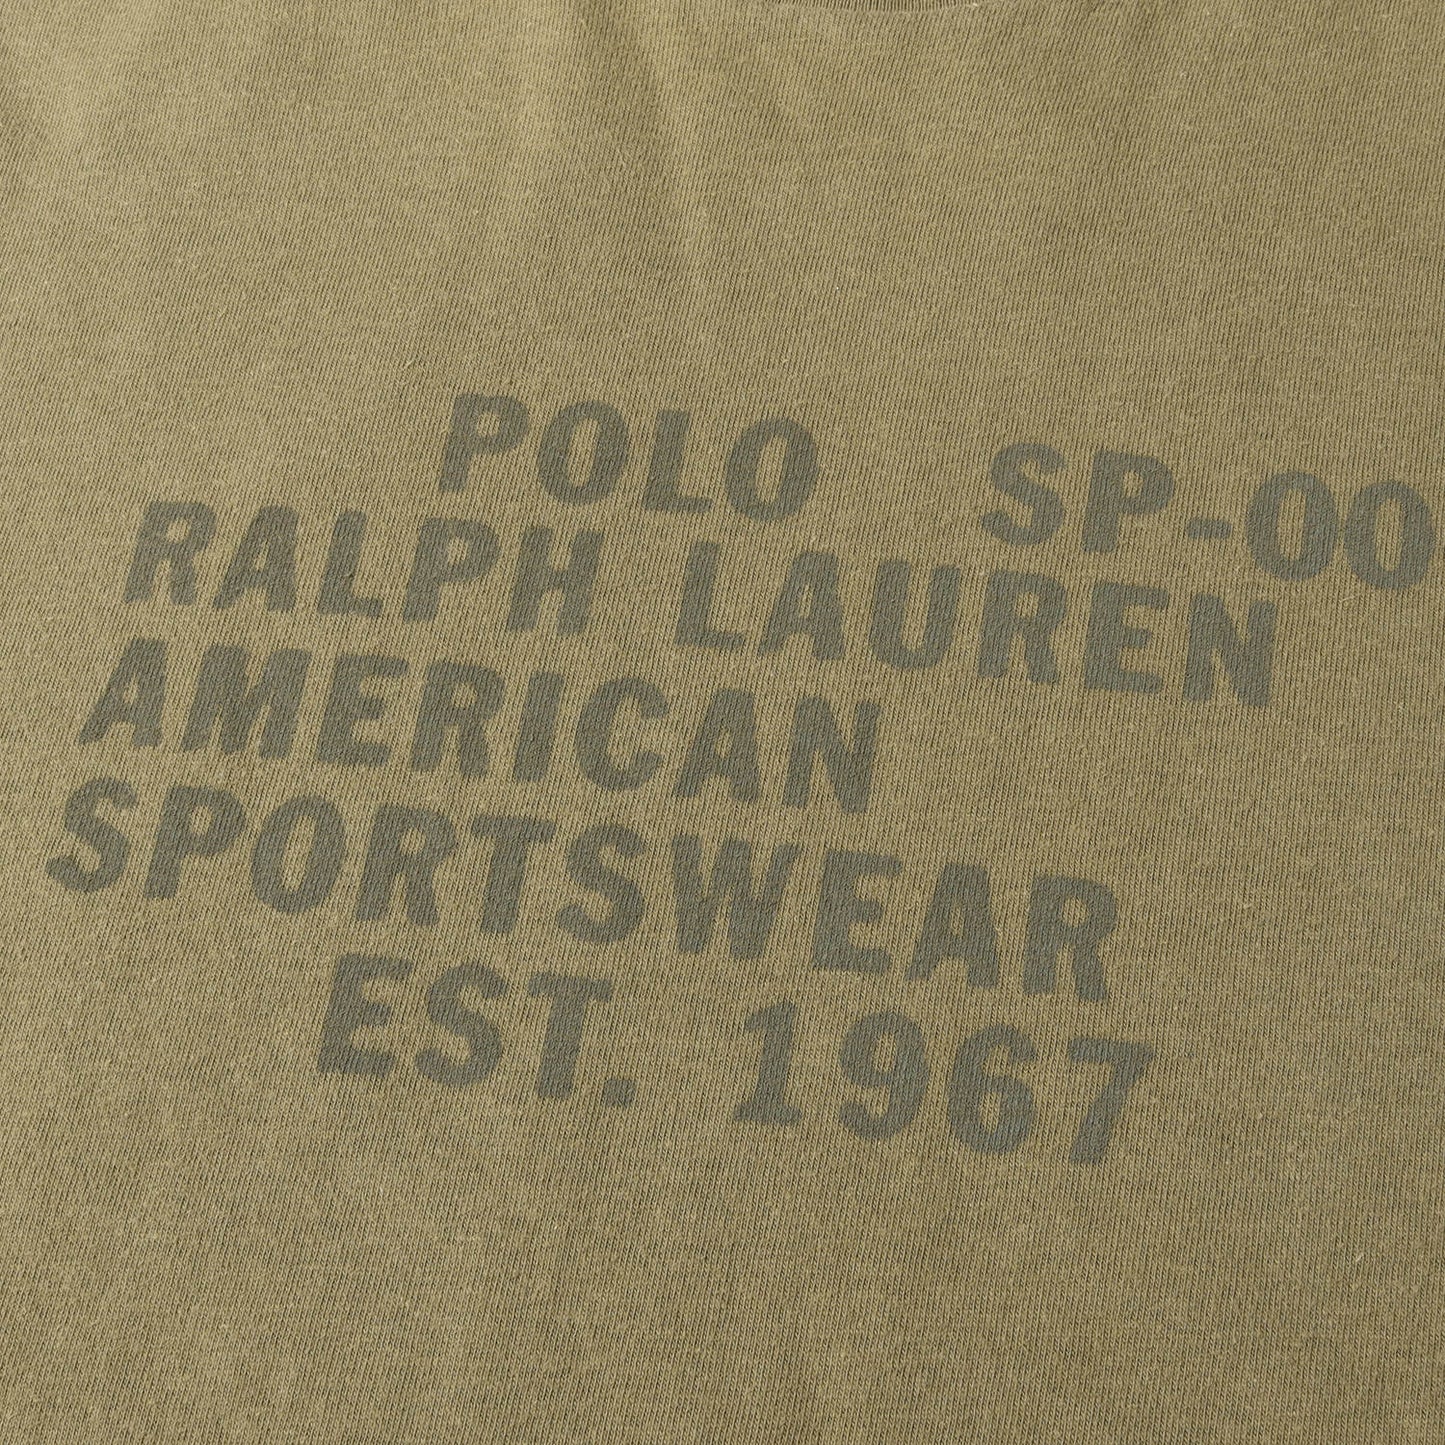 POLO SP-00
RALPH LAUREN
AMERICAN
SPORTSWEAR
EST. 1967